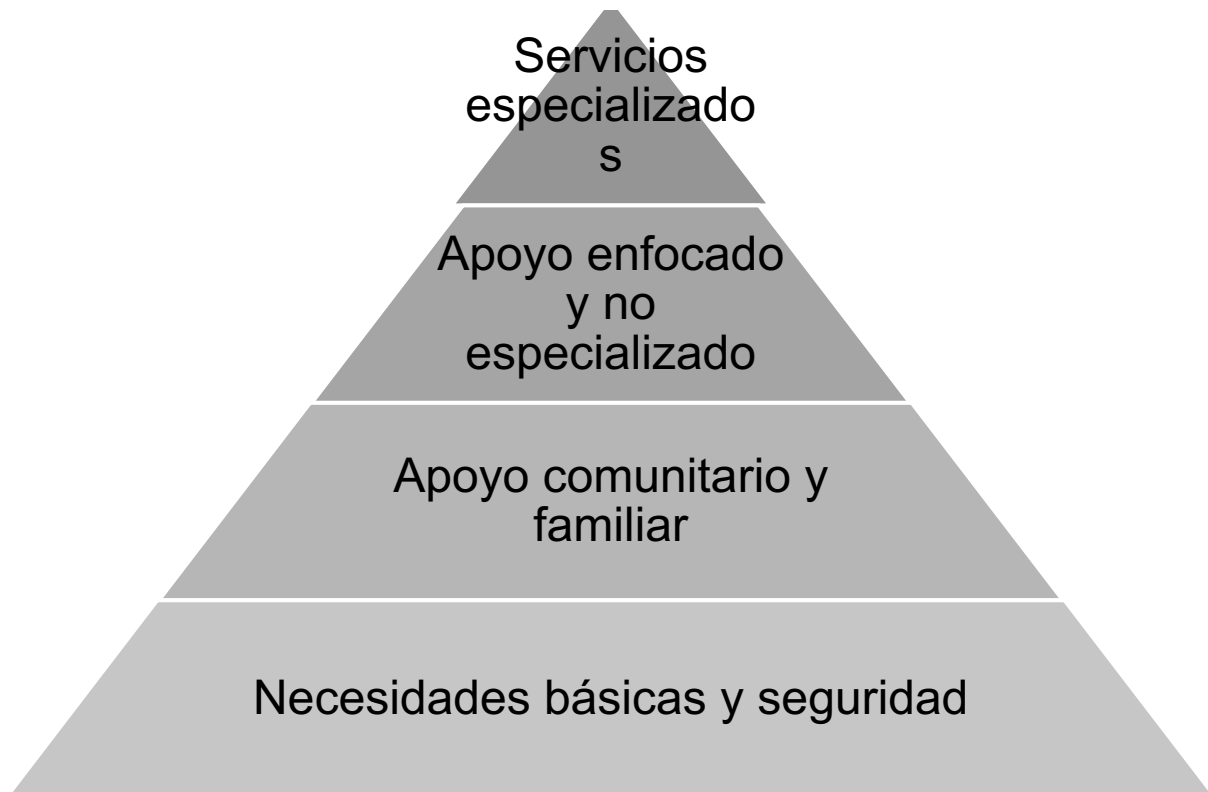 Servicios
especializado
s
Apoyo enfocado
y no
especializado
Apoyo comunitario y
familiar
Necesidades básicas y seguridad